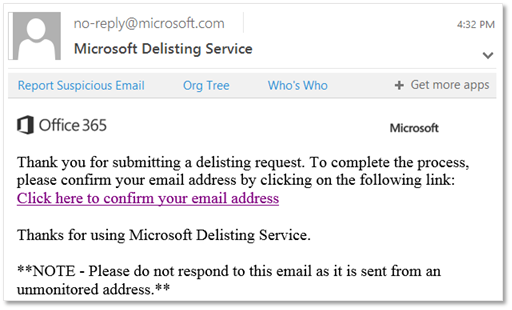 no-reply@microsoft.com
4:32 PM
Microsoft Delisting Service
Report Suspicious Email Org Tree Who's Who + Get more apps
Office 365
Microsoft
Thank you for submitting a delisting request. To complete the process,
please confirm your email address by clicking on the following link:
Click here to confirm your email address
Thanks for using Microsoft Delisting Service.
**NOTE - Please do not respond to this email as it is sent from an
unmonitored address.**